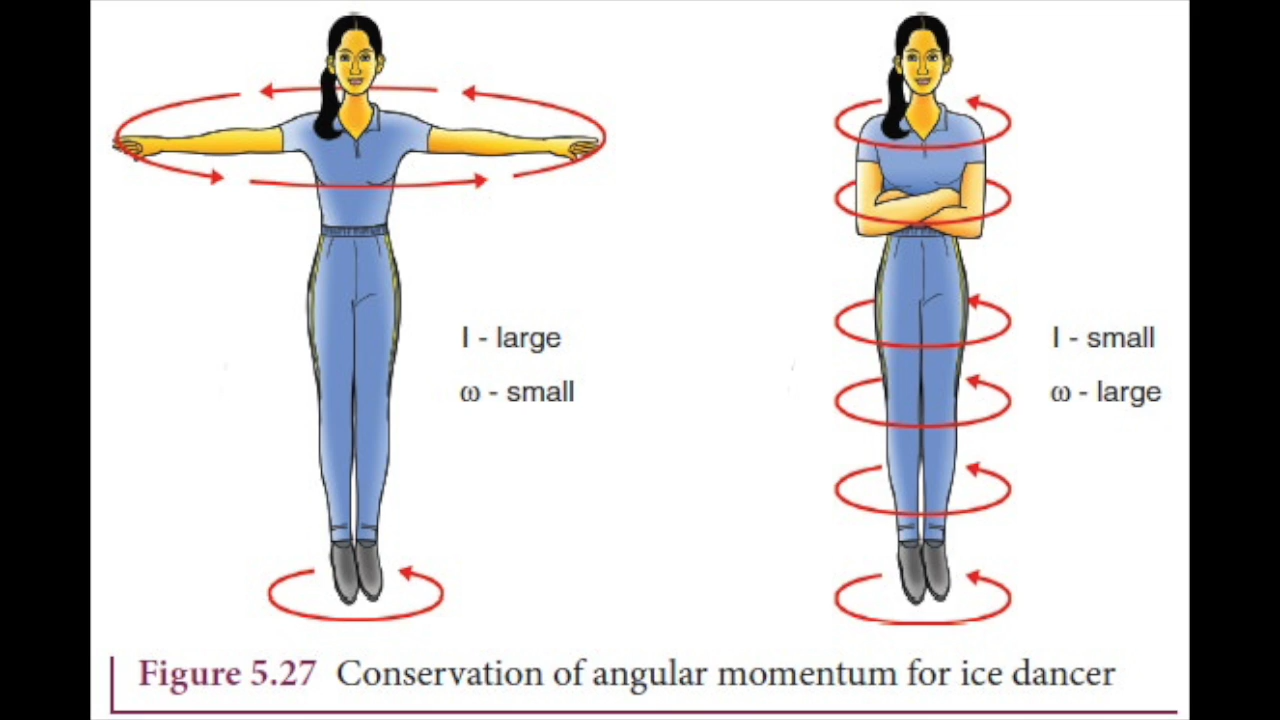 I - large
ω - small
I - small
ω - large
Figure 5.27 Conservation of angular momentum for ice dancer